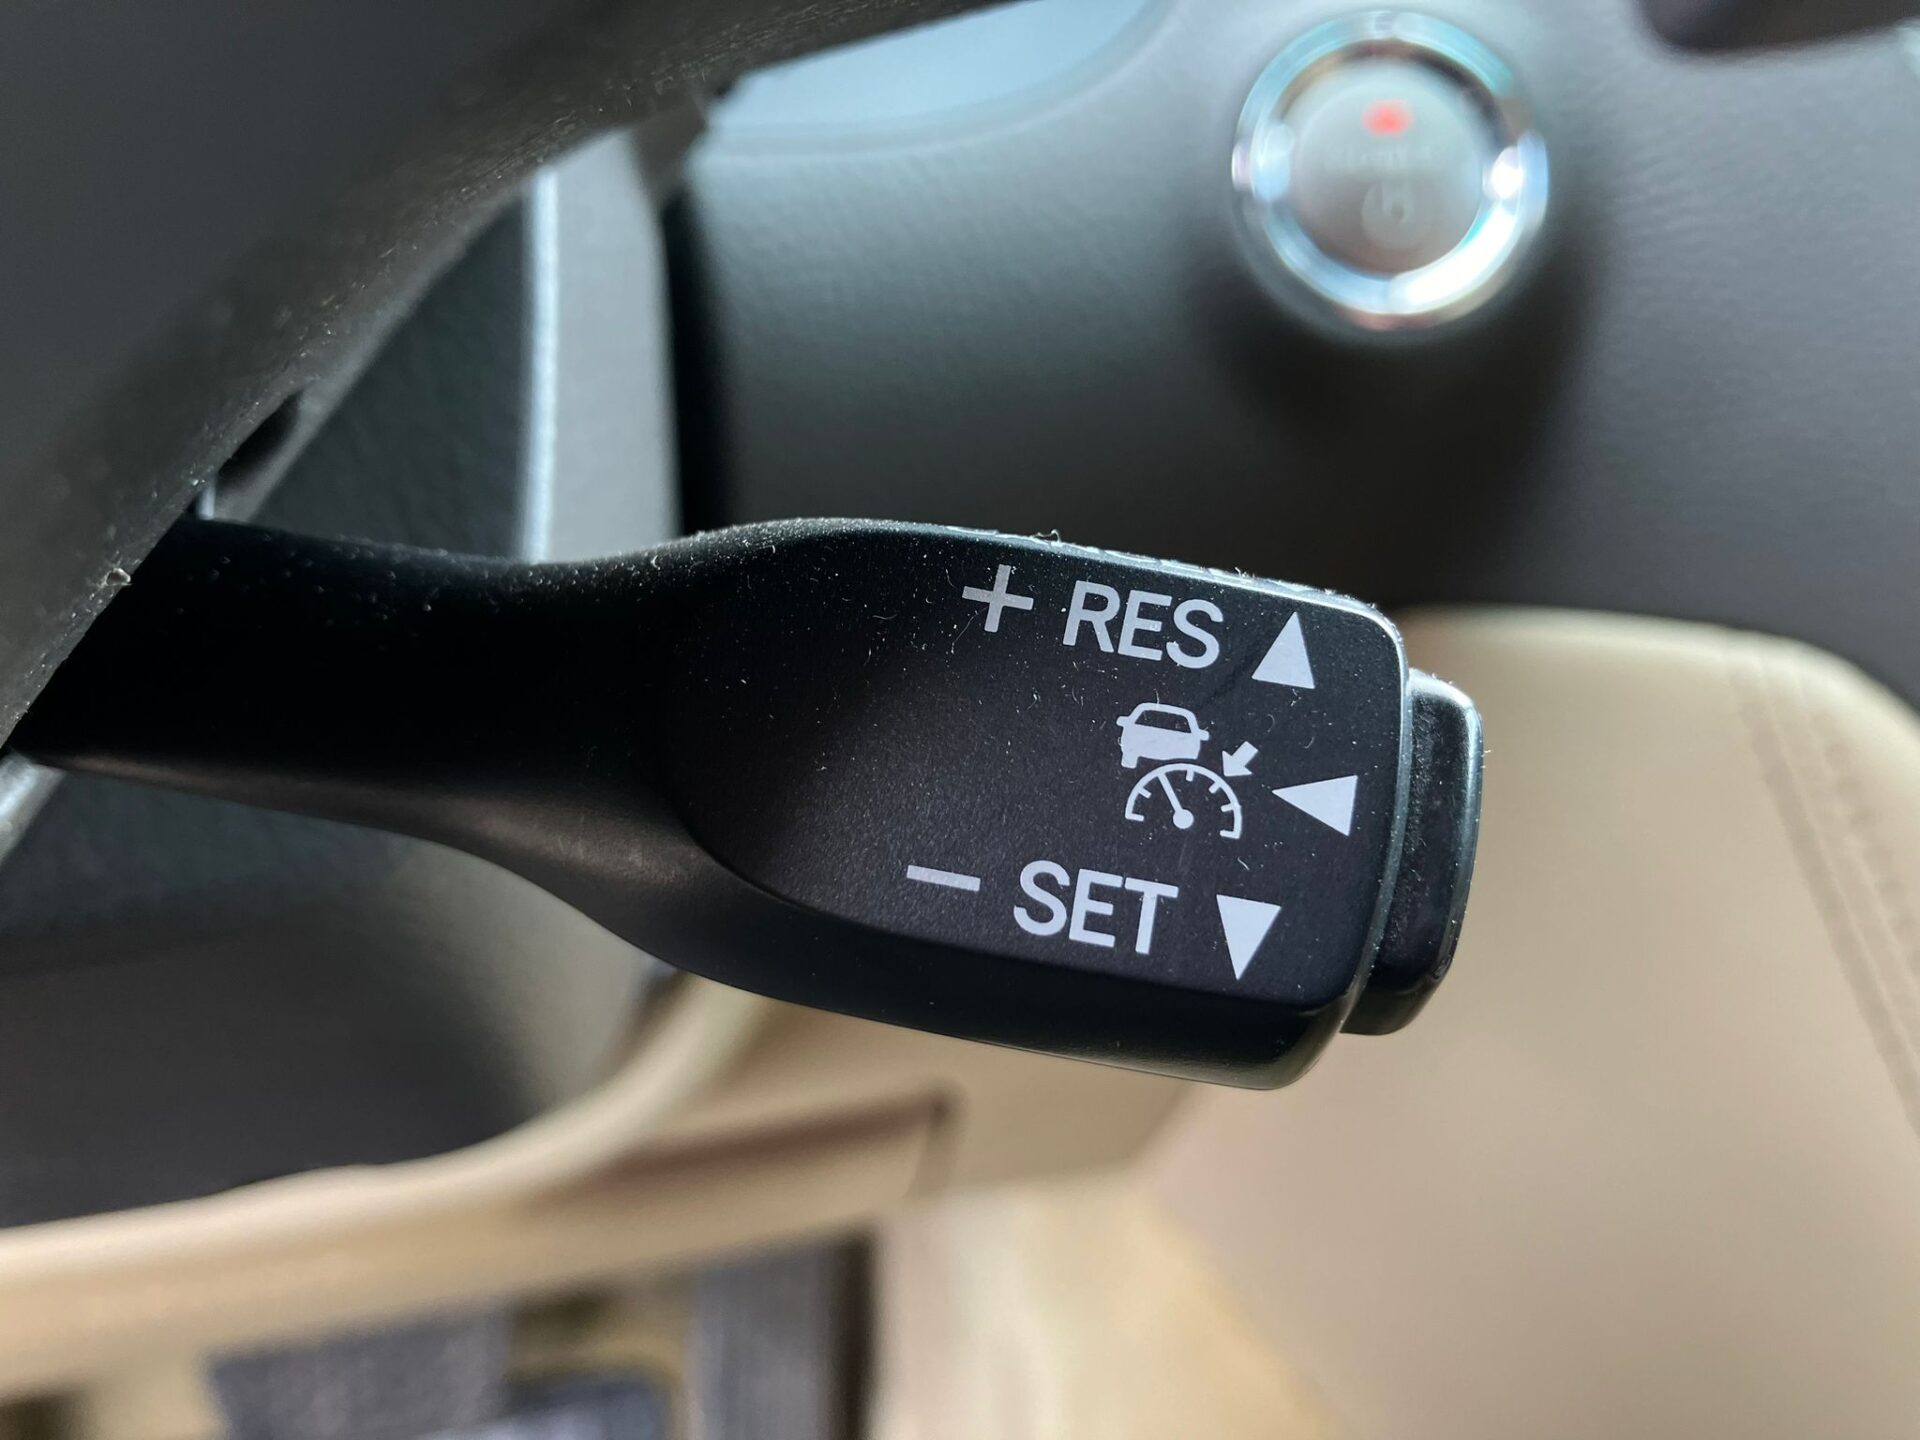 + RES
− SET